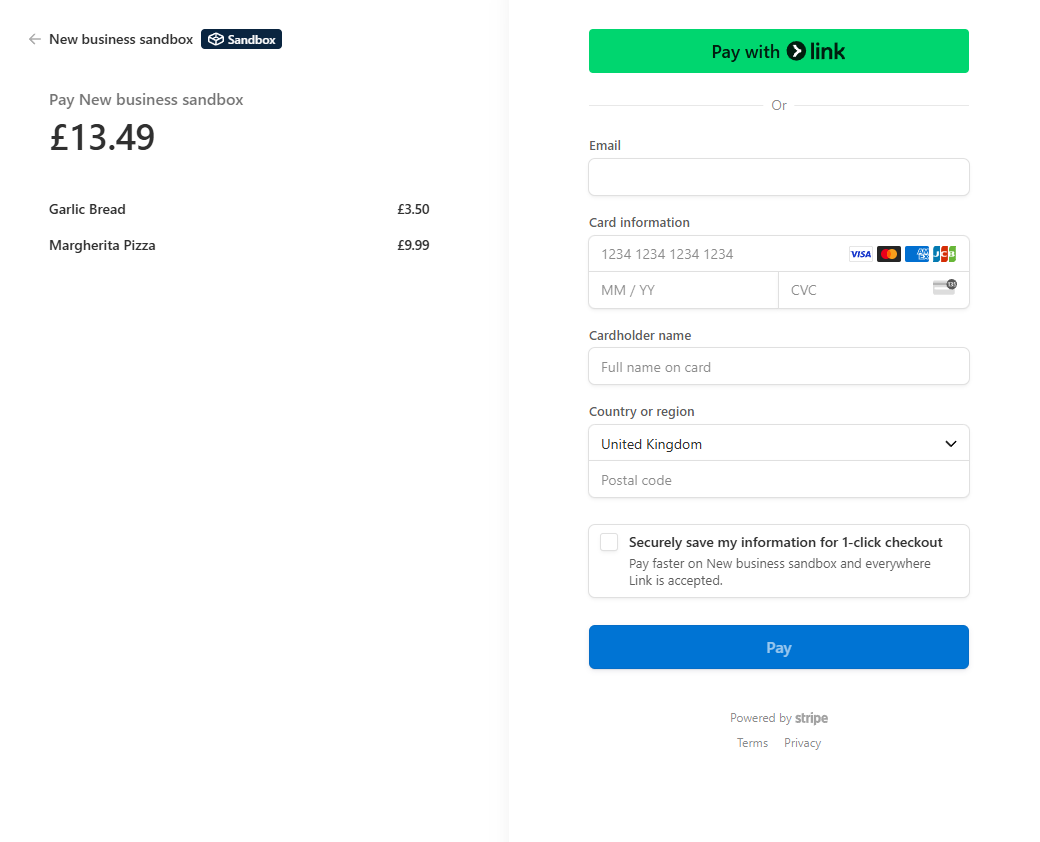 New business sandbox Sandbox
Pay New business sandbox
£13.49
Garlic Bread £3.50
Margherita Pizza £9.99
Pay with link
Or
Email
Card information
1234 1234 1234 1234 VISA AMEX JCB
MM / YY CVC
Cardholder name
Full name on card
Country or region
United Kingdom
Postal code
Securely save my information for 1-click checkout
Pay faster on New business sandbox and everywhere
Link is accepted.
Pay
Powered by stripe
Terms Privacy